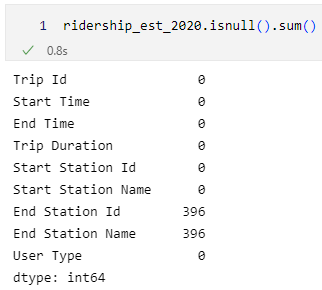 1 ridership_est_2020.isnull().sum()
✓ 0.8s
Trip Id 0
Start Time 0
End Time 0
Trip Duration 0
Start Station Id 0
Start Station Name 0
End Station Id 396
End Station Name 396
User Type 0
dtype: int64